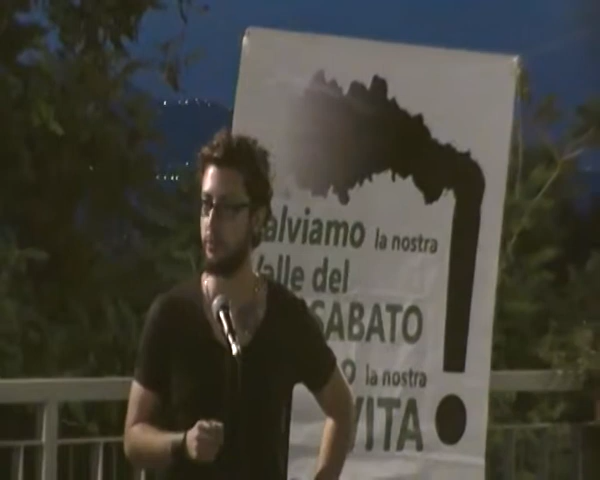 alviamo la nostra
alle del
SABATO
o la nostra
VITA